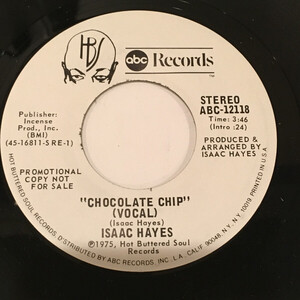 HBS
abc Records
Publisher:
Incense
Prod., Inc.
(BMI)
(45-16811-S RE-1)
STEREO
ABC-12118
Time: 3:46
(Intro :24)
PRODUCED &
ARRANGED BY
ISAAC HAYES
PROMOTIONAL
COPY NOT
FOR SALE
"CHOCOLATE CHIP"
(VOCAL)
(Isaac Hayes)
ISAAC HAYES
℗1975, Hot Buttered Soul
Records
HOT BUTTERED SOUL RECORDS, DISTRIBUTED BY ABC RECORDS, INC., L.A., CALIF. 90048, N.Y., N.Y. 10019. PRINTED IN U.S.A.